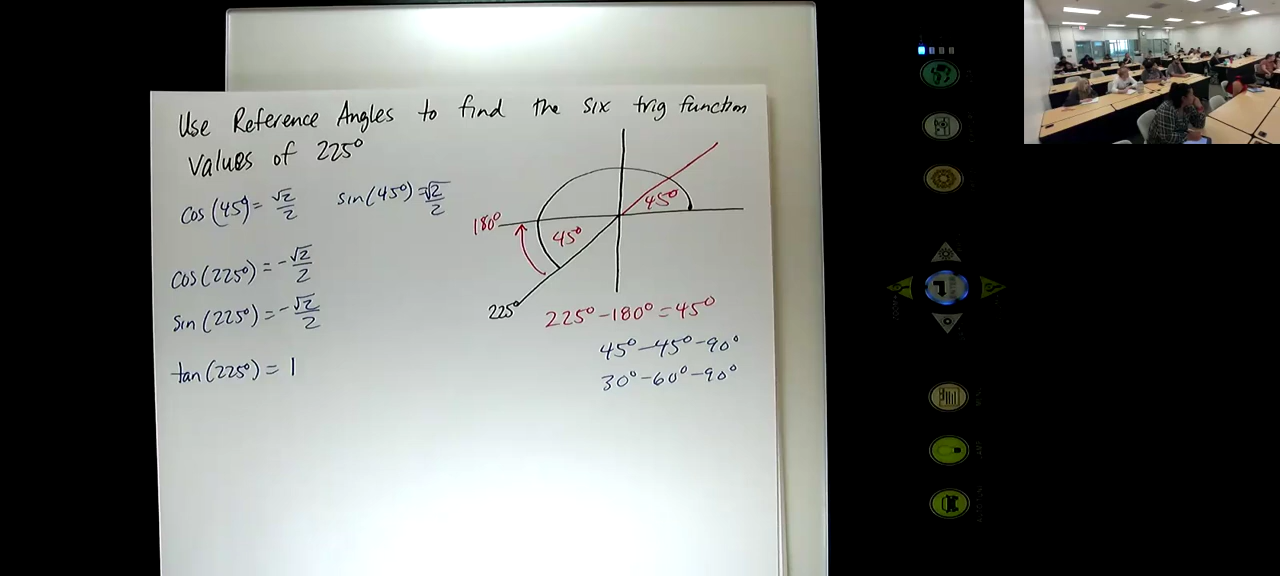 Use Reference Angles to find the six trig function
values of 225°
cos(45°) = √2/2 sin(45°) = √2/2
cos(225°) = -√2/2
sin(225°) = -√2/2
tan(225°) = 1
45°
180°
45°
225°
225° - 180° = 45°
45° - 45° - 90°
30° - 60° - 90°